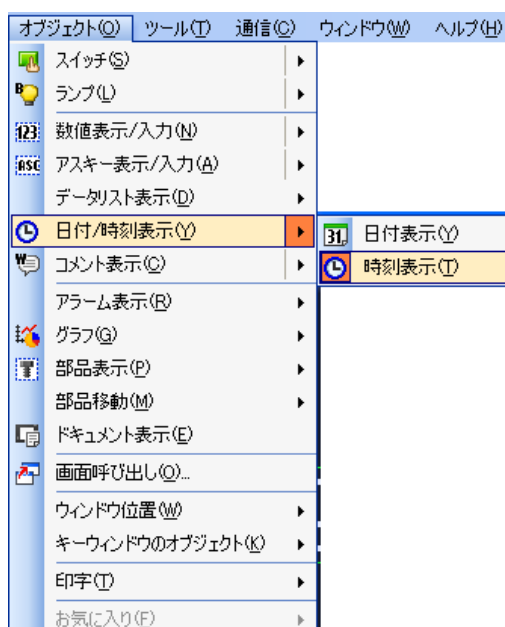 オブジェクト(O) ツール(T) 通信(C) ウィンドウ(W) ヘルプ(H)
スイッチ(S)
ランプ(L)
123 数値表示/入力(N)
ASC アスキー表示/入力(A)
データリスト表示(D)
日付/時刻表示(Y)
31 日付表示(Y)
コメント表示(C)
時刻表示(T)
アラーム表示(R)
グラフ(G)
部品表示(P)
部品移動(M)
ドキュメント表示(E)
画面呼び出し(O)...
ウィンドウ位置(W)
キーウィンドウのオブジェクト(K)
印字(T)
お気に入り(F)